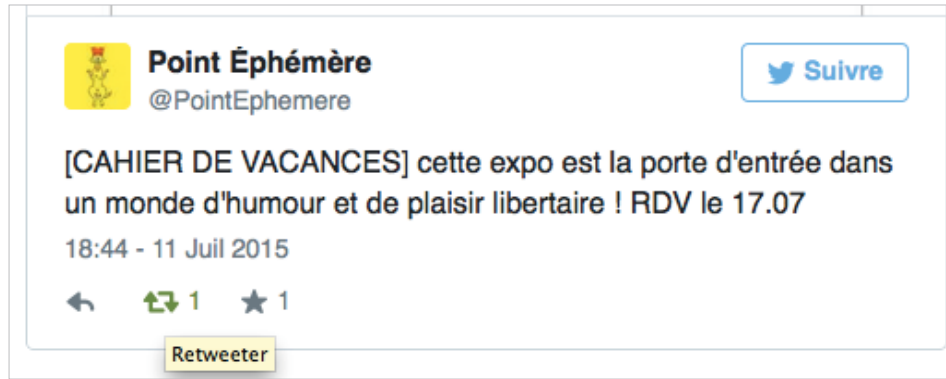 Point Éphémère
@PointEphemere
Suivre
[CAHIER DE VACANCES] cette expo est la porte d'entrée dans
un monde d'humour et de plaisir libertaire ! RDV le 17.07
18:44 - 11 Juil 2015
1 1
Retweeter